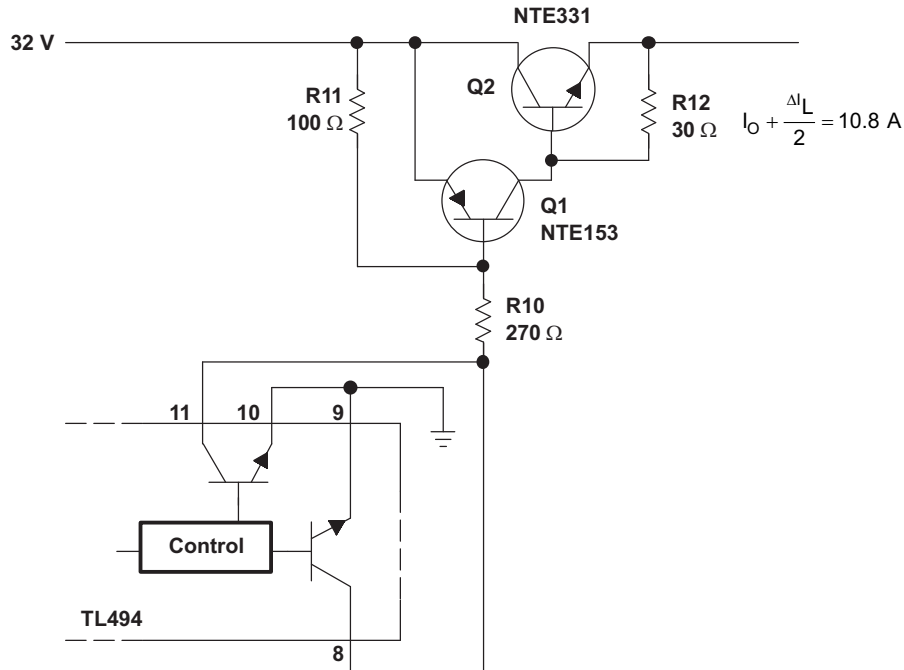 NTE331
32 V
Q2
R11
100 Ω
R12
30 Ω
I_O + ΔI_L/2 = 10.8 A
Q1
NTE153
R10
270 Ω
11 10 9
Control
TL494
8